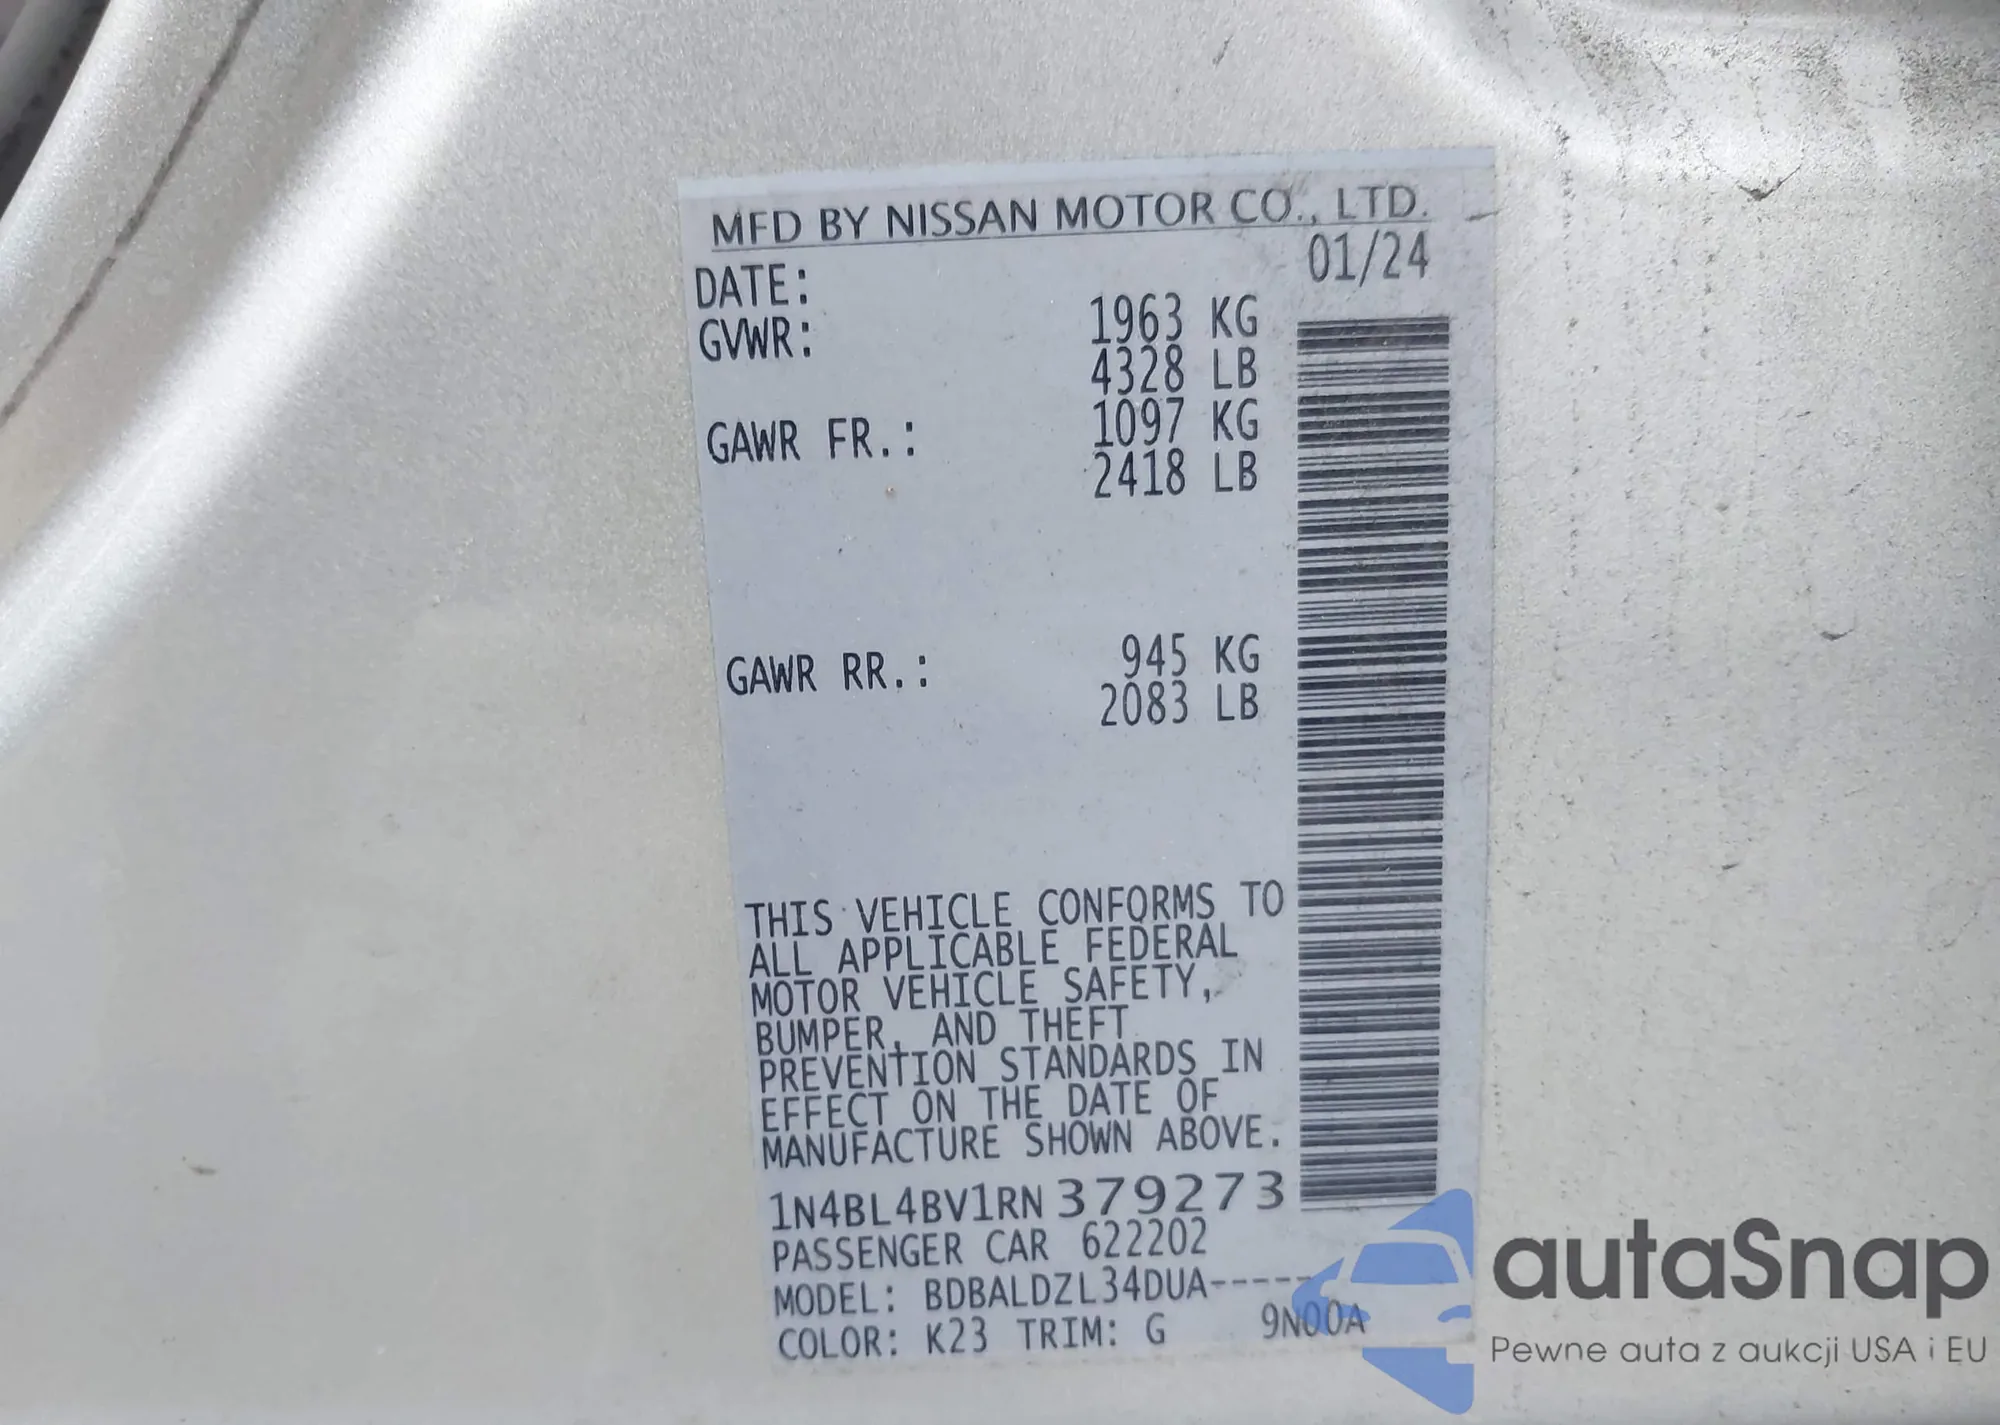 MFD BY NISSAN MOTOR CO., LTD.
DATE: 01/24
GVWR: 1963 KG
4328 LB
GAWR FR.: 1097 KG
2418 LB
GAWR RR.: 945 KG
2083 LB
THIS VEHICLE CONFORMS TO
ALL APPLICABLE FEDERAL
MOTOR VEHICLE SAFETY,
BUMPER, AND THEFT
PREVENTION STANDARDS IN
EFFECT ON THE DATE OF
MANUFACTURE SHOWN ABOVE.
1N4BL4BV1RN379273
PASSENGER CAR 622202
MODEL: BDBALDZL34DUA-----
COLOR: K23 TRIM: G 9N00A
autaSnap
Pewne auta z aukcji USA i EU